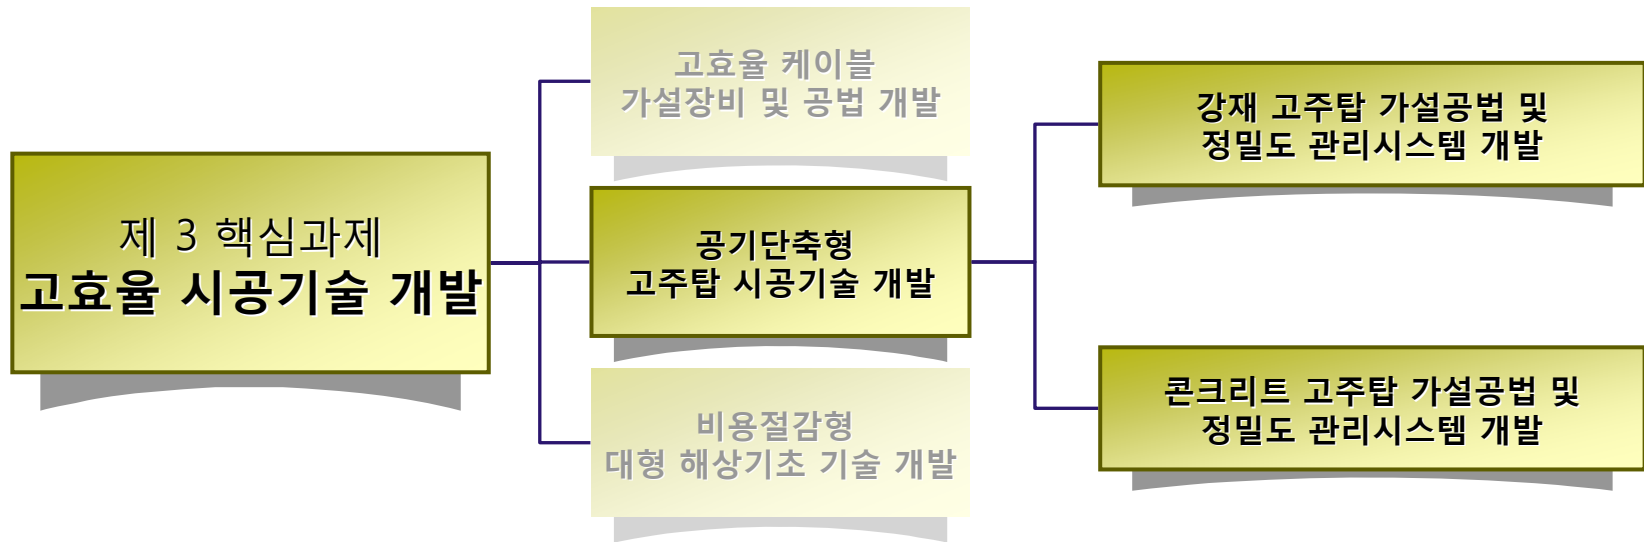 제 3 핵심과제
고효율 시공기술 개발
고효율 케이블
가설장비 및 공법 개발
공기단축형
고주탑 시공기술 개발
비용절감형
대형 해상기초 기술 개발
강재 고주탑 가설공법 및
정밀도 관리시스템 개발
콘크리트 고주탑 가설공법 및
정밀도 관리시스템 개발